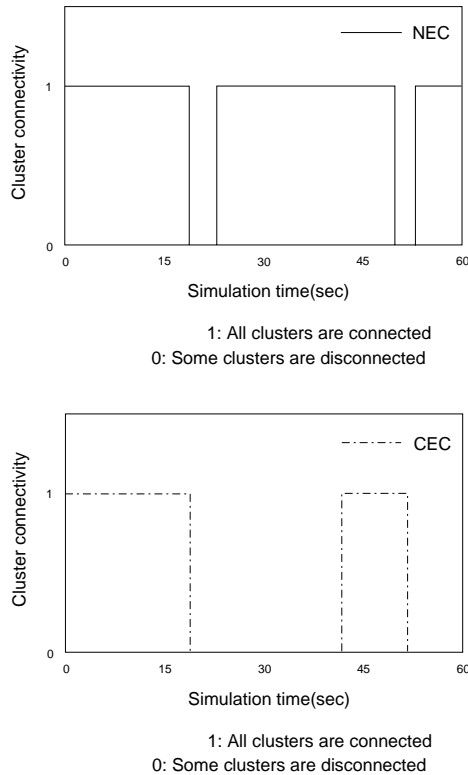 NEC
1
Cluster connectivity
0
0 15 30 45 60
Simulation time(sec)
1: All clusters are connected
0: Some clusters are disconnected
CEC
1
Cluster connectivity
0
0 15 30 45 60
Simulation time(sec)
1: All clusters are connected
0: Some clusters are disconnected